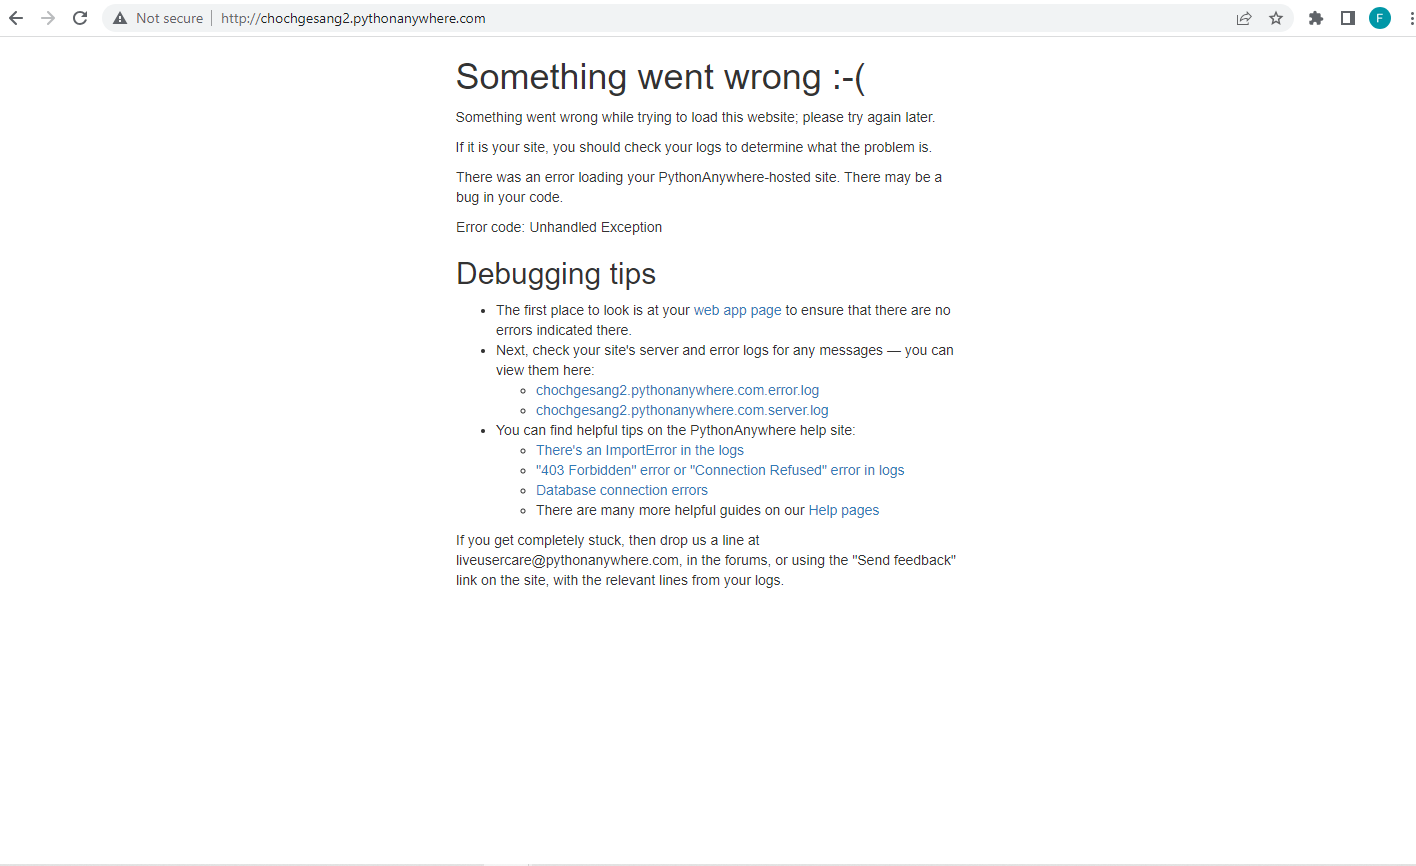 Not secure | http://chochgesang2.pythonanywhere.com
F
Something went wrong :-(
Something went wrong while trying to load this website; please try again later.
If it is your site, you should check your logs to determine what the problem is.
There was an error loading your PythonAnywhere-hosted site. There may be a
bug in your code.
Error code: Unhandled Exception
Debugging tips
• The first place to look is at your web app page to ensure that there are no
errors indicated there.
• Next, check your site's server and error logs for any messages — you can
view them here:
◦ chochgesang2.pythonanywhere.com.error.log
◦ chochgesang2.pythonanywhere.com.server.log
• You can find helpful tips on the PythonAnywhere help site:
◦ There's an ImportError in the logs
◦ "403 Forbidden" error or "Connection Refused" error in logs
◦ Database connection errors
◦ There are many more helpful guides on our Help pages
If you get completely stuck, then drop us a line at
liveusercare@pythonanywhere.com, in the forums, or using the "Send feedback"
link on the site, with the relevant lines from your logs.